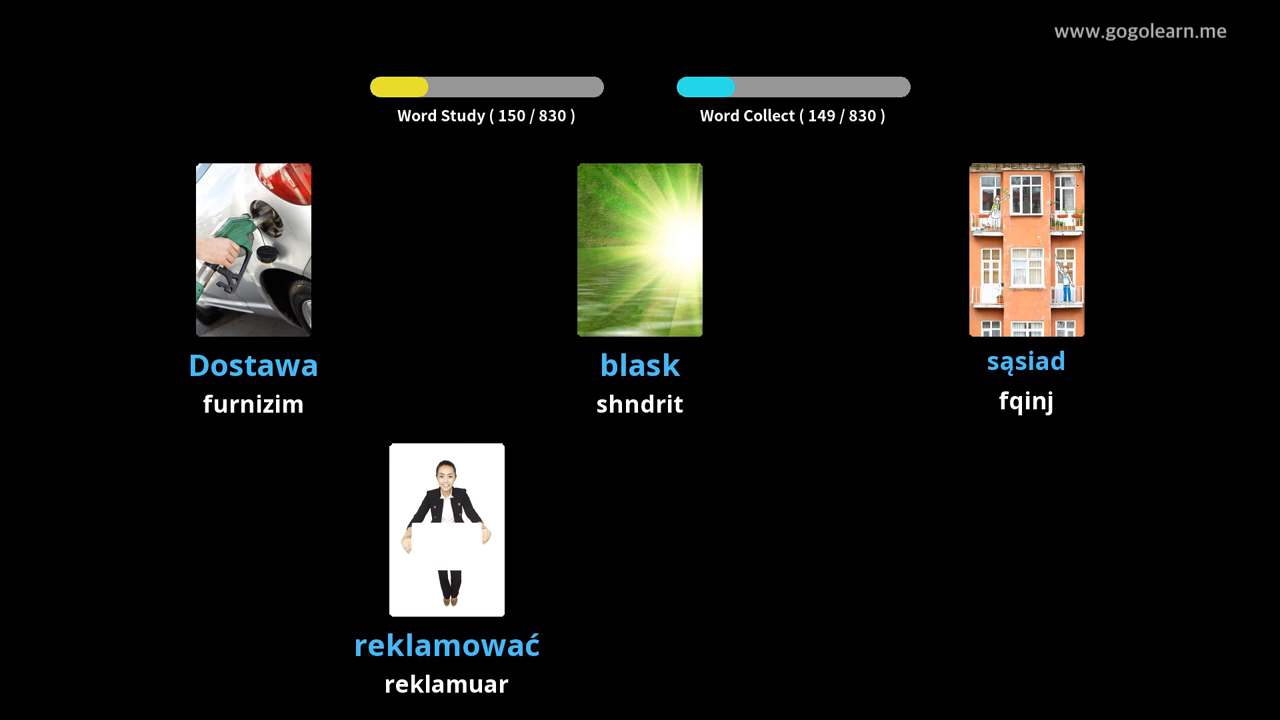 www.gogolearn.me
Word Study ( 150 / 830 )
Word Collect ( 149 / 830 )
Dostawa
furnizim
blask
shndrit
sąsiad
fqinj
reklamować
reklamuar